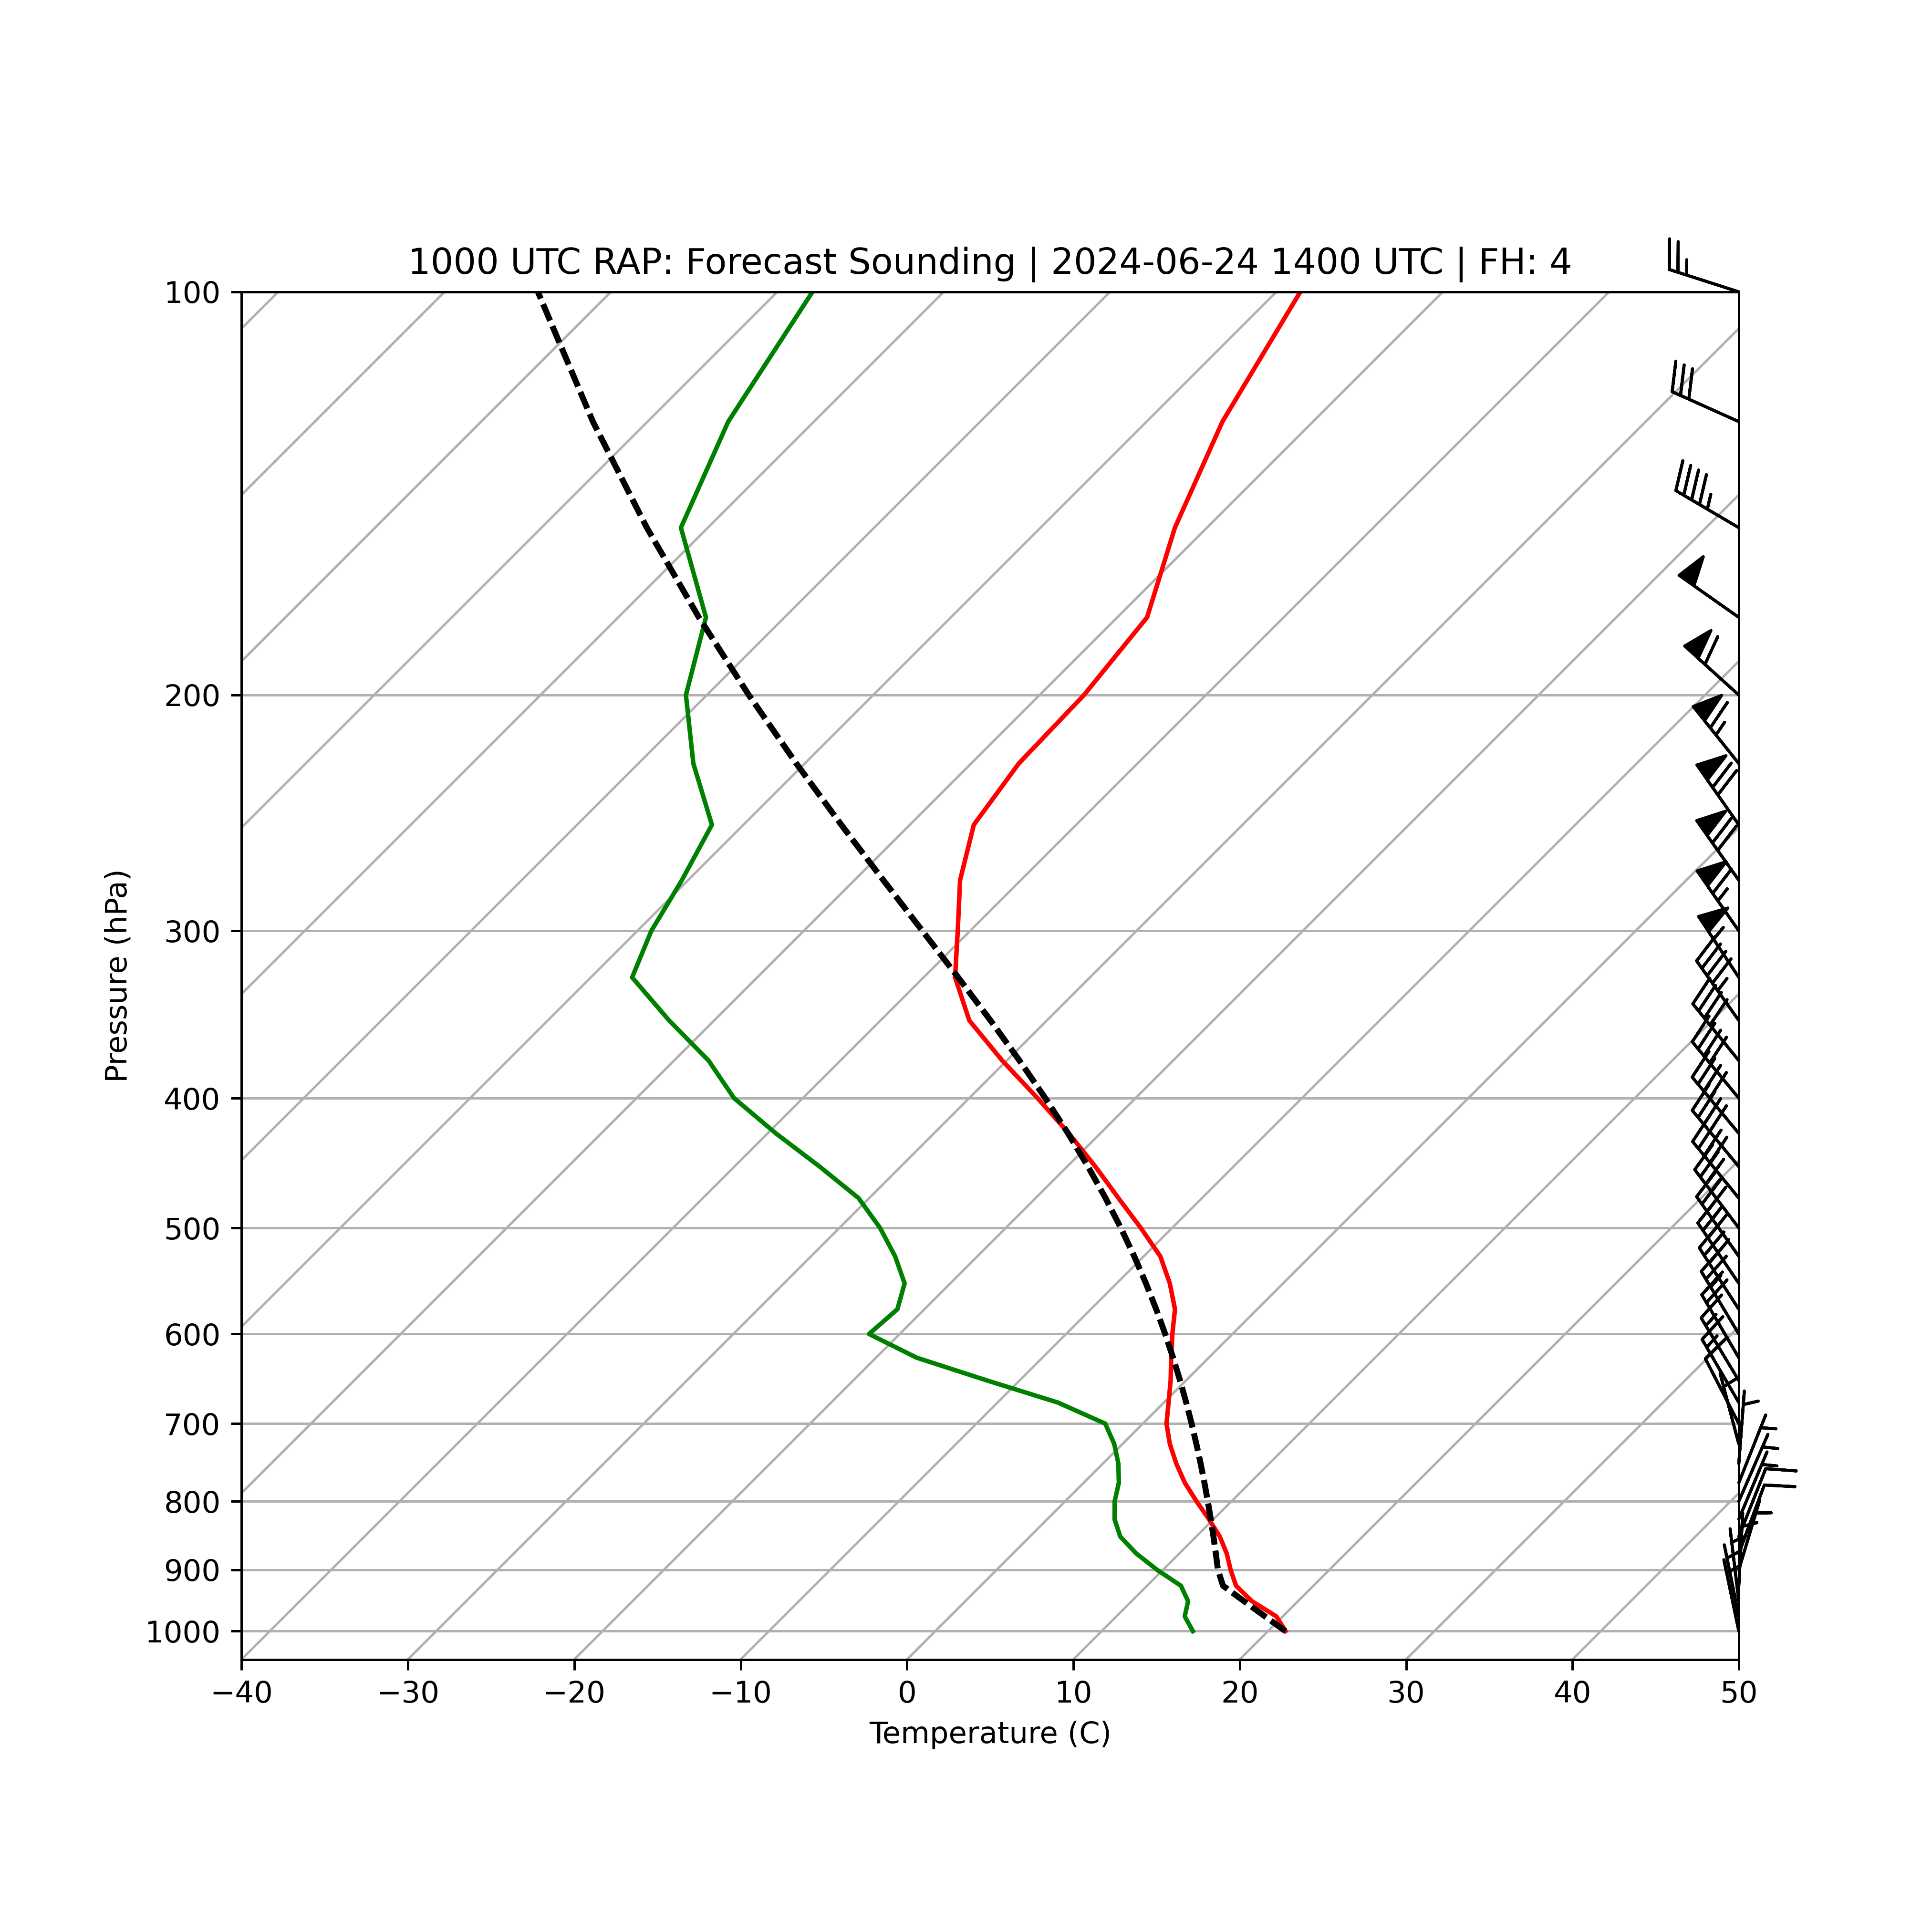 1000 UTC RAP: Forecast Sounding | 2024-06-24 1400 UTC | FH: 4
100
200
300
400
500
600
700
800
900
1000
Pressure (hPa)
−40 −30 −20 −10 0 10 20 30 40 50
Temperature (C)